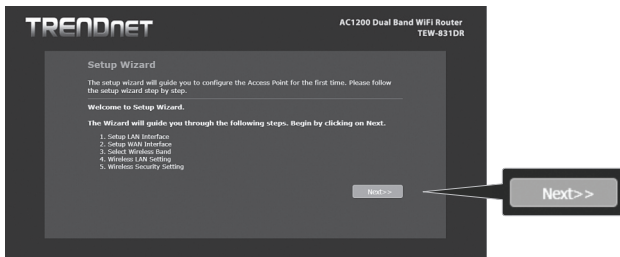 TRENDNET
AC1200 Dual Band WiFi Router
TEW-831DR
Setup Wizard
The setup wizard will guide you to configure the Access Point for the first time. Please follow
the setup wizard step by step.
Welcome to Setup Wizard.
The Wizard will guide you through the following steps. Begin by clicking on Next.
1. Setup LAN Interface
2. Setup WAN Interface
3. Select Wireless Band
4. Wireless LAN Setting
5. Wireless Security Setting
Next>>
Next>>